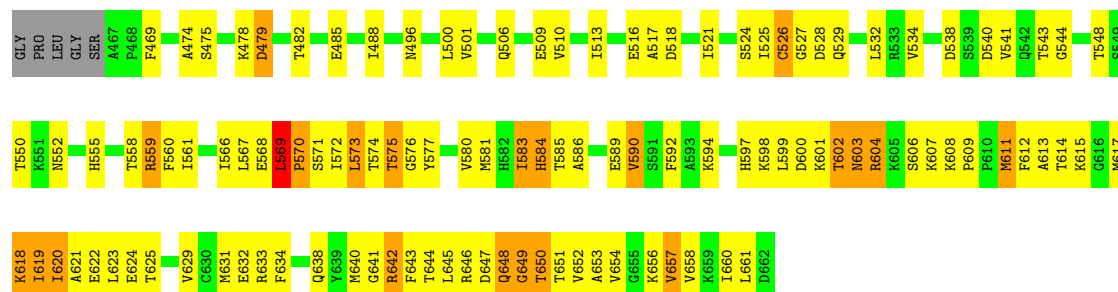 GLY PRO LEU GLY SER A467 P468 F469 A474 S475 K478 D479 T482 E485 I488 N496 L500 V501 Q506 E509 V510 I513 E516 A517 D518 I521 S524 I525 C526 G527 D528 Q529 L532 R533 V534 D538 S539 D540 V541 Q542 T543 G544 T548 S549
T550 K551 N552 H555 T558 R559 F560 I561 I566 L567 E568 L569 P570 S571 I572 L573 T574 I575 G576 Y577 V580 M581 H582 I583 H584 T585 A586 E589 V590 S591 F592 A593 K594 H597 K598 L599 D600 K601 T602 N603 R604 K605 S606 K607 K608 P609 P610 M611 F612 A613 T614 K615 G616 M617
K618 I619 I620 A621 E622 L623 E624 T625 V629 C630 M631 E632 R633 F634 Q638 Y639 M640 G641 R642 F643 T644 L645 R646 D647 Q648 G649 T650 T651 V652 A653 V654 G655 K656 V657 V658 K659 I660 L661 D662